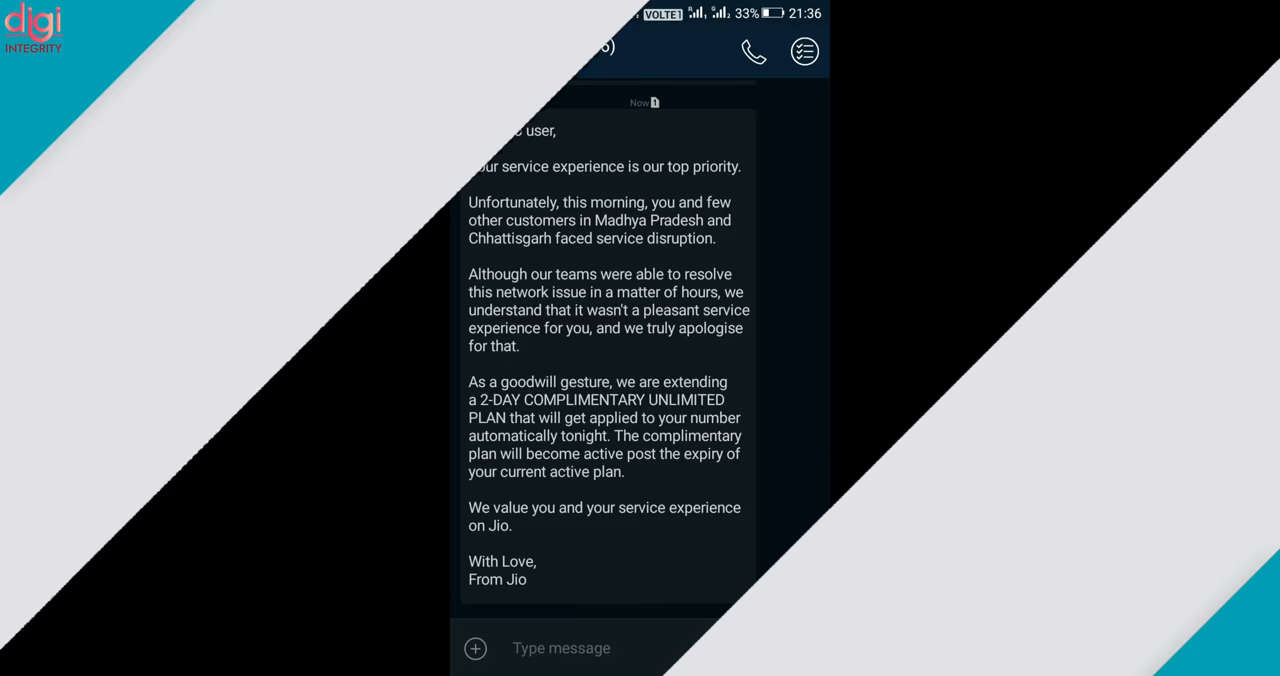 digi
INTEGRITY
VOLTE1 33% 21:36
Now 1
user,
service experience is our top priority.
Unfortunately, this morning, you and few
other customers in Madhya Pradesh and
Chhattisgarh faced service disruption.
Although our teams were able to resolve
this network issue in a matter of hours, we
understand that it wasn't a pleasant service
experience for you, and we truly apologise
for that.
As a goodwill gesture, we are extending
a 2-DAY COMPLIMENTARY UNLIMITED
PLAN that will get applied to your number
automatically tonight. The complimentary
plan will become active post the expiry of
your current active plan.
We value you and your service experience
on Jio.
With Love,
From Jio
Type message